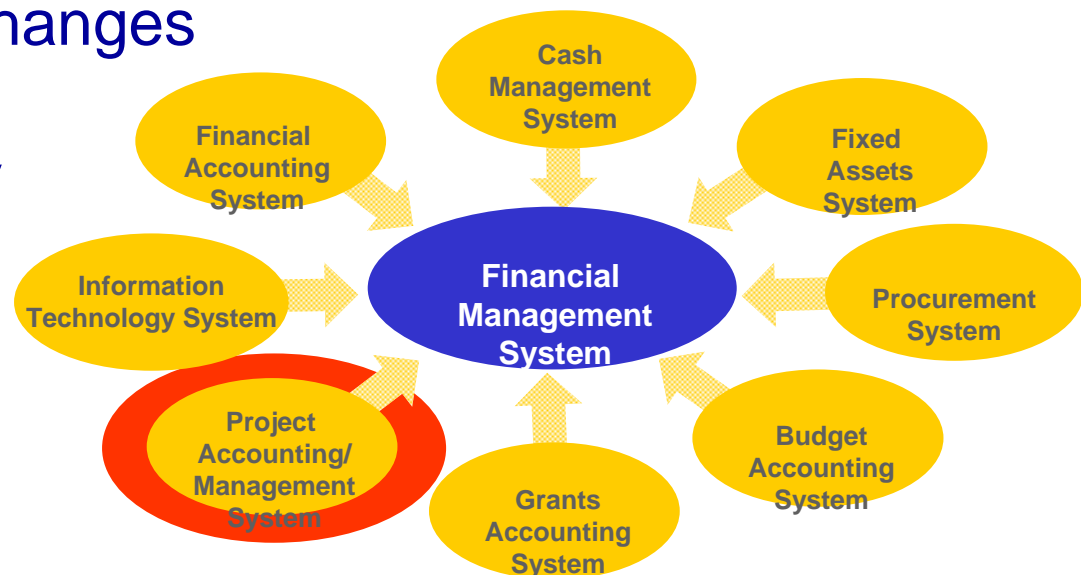 hanges
Cash
Management
System
Financial
Accounting
System
Fixed
Assets
System
Information
Technology System
Financial
Management
System
Procurement
System
Project
Accounting/
Management
System
Grants
Accounting
System
Budget
Accounting
System